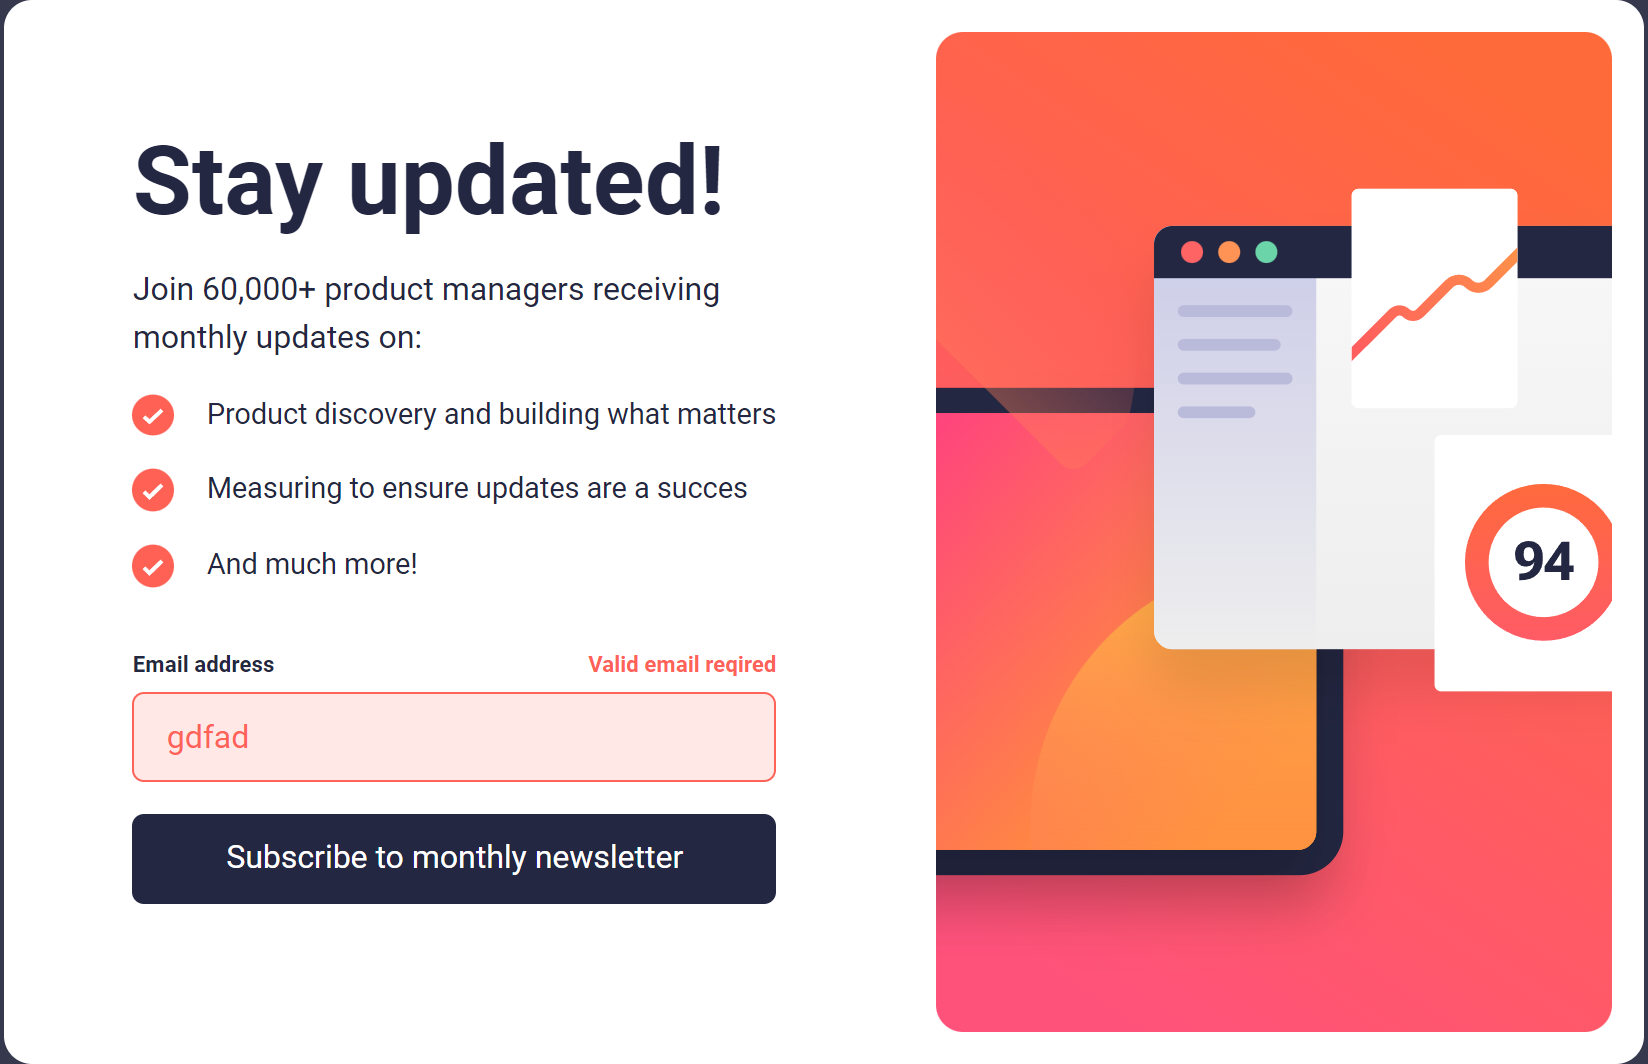 Stay updated!
Join 60,000+ product managers receiving
monthly updates on:
Product discovery and building what matters
Measuring to ensure updates are a succes
And much more!
Email address
Valid email reqired
gdfad
Subscribe to monthly newsletter
94